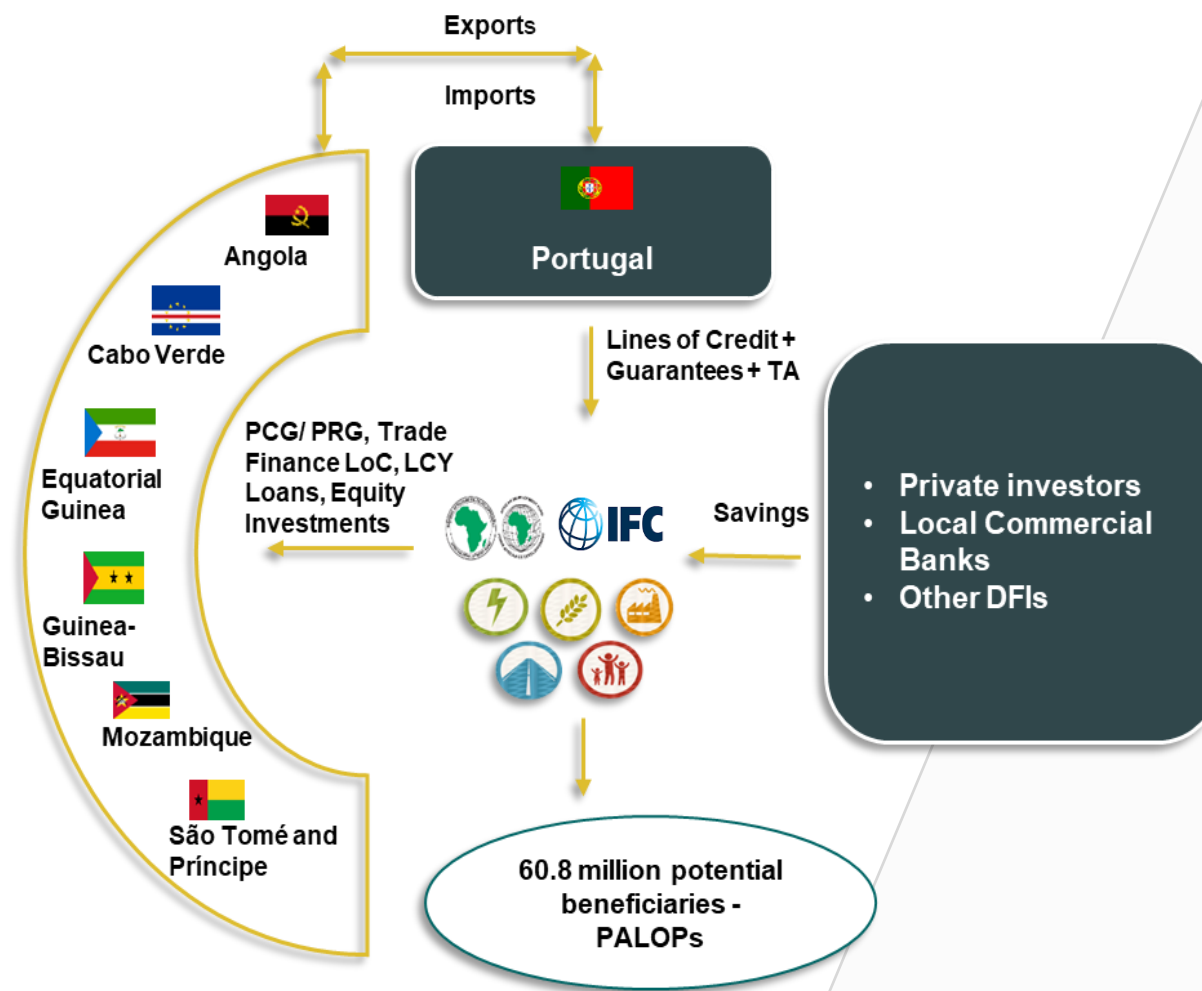 Exports
Imports
Portugal
Angola
Cabo Verde
Equatorial
Guinea
Guinea-
Bissau
Mozambique
São Tomé and
Príncipe
Lines of Credit +
Guarantees + TA
PCG/ PRG, Trade
Finance LoC, LCY
Loans, Equity
Investments
IFC
Savings
• Private investors
• Local Commercial
Banks
• Other DFIs
60.8 million potential
beneficiaries -
PALOPs